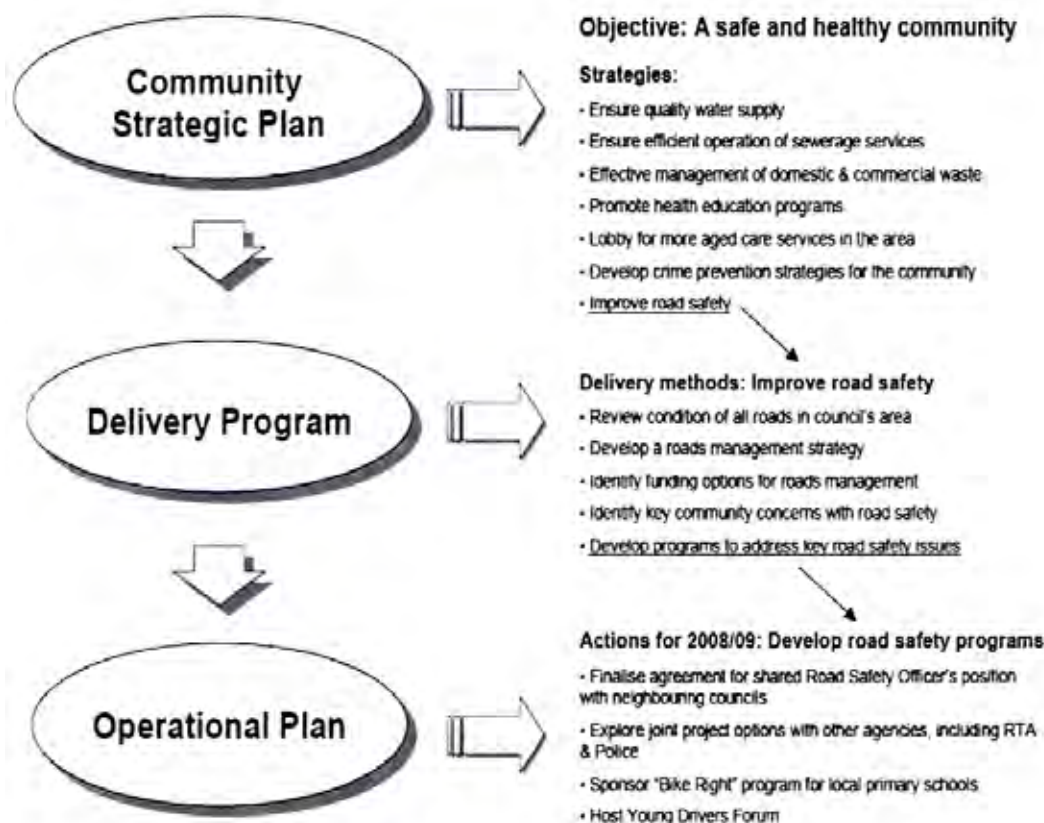 Community
Strategic Plan
Objective: A safe and healthy community
Strategies:
- Ensure quality water supply
- Ensure efficient operation of sewerage services
- Effective management of domestic & commercial waste
- Promote health education programs
- Lobby for more aged care services in the area
- Develop crime prevention strategies for the community
- Improve road safety
Delivery Program
Delivery methods: Improve road safety
- Review condition of all roads in council's area
- Develop a roads management strategy
- Identify funding options for roads management
- Identify key community concerns with road safety
- Develop programs to address key road safety issues
Operational Plan
Actions for 2008/09: Develop road safety programs
- Finalise agreement for shared Road Safety Officer's position
with neighbouring councils
- Explore joint project options with other agencies, including RTA
& Police
- Sponsor "Bike Right" program for local primary schools
- Host Young Drivers Forum